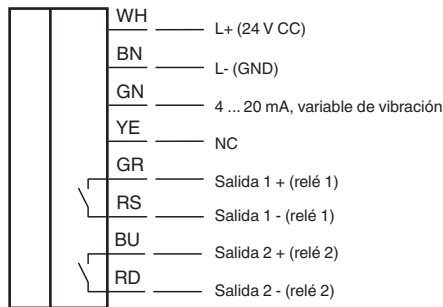 WH L+ (24 V CC)
BN L- (GND)
GN 4 ... 20 mA, variable de vibración
YE NC
GR Salida 1 + (relé 1)
RS Salida 1 - (relé 1)
BU Salida 2 + (relé 2)
RD Salida 2 - (relé 2)